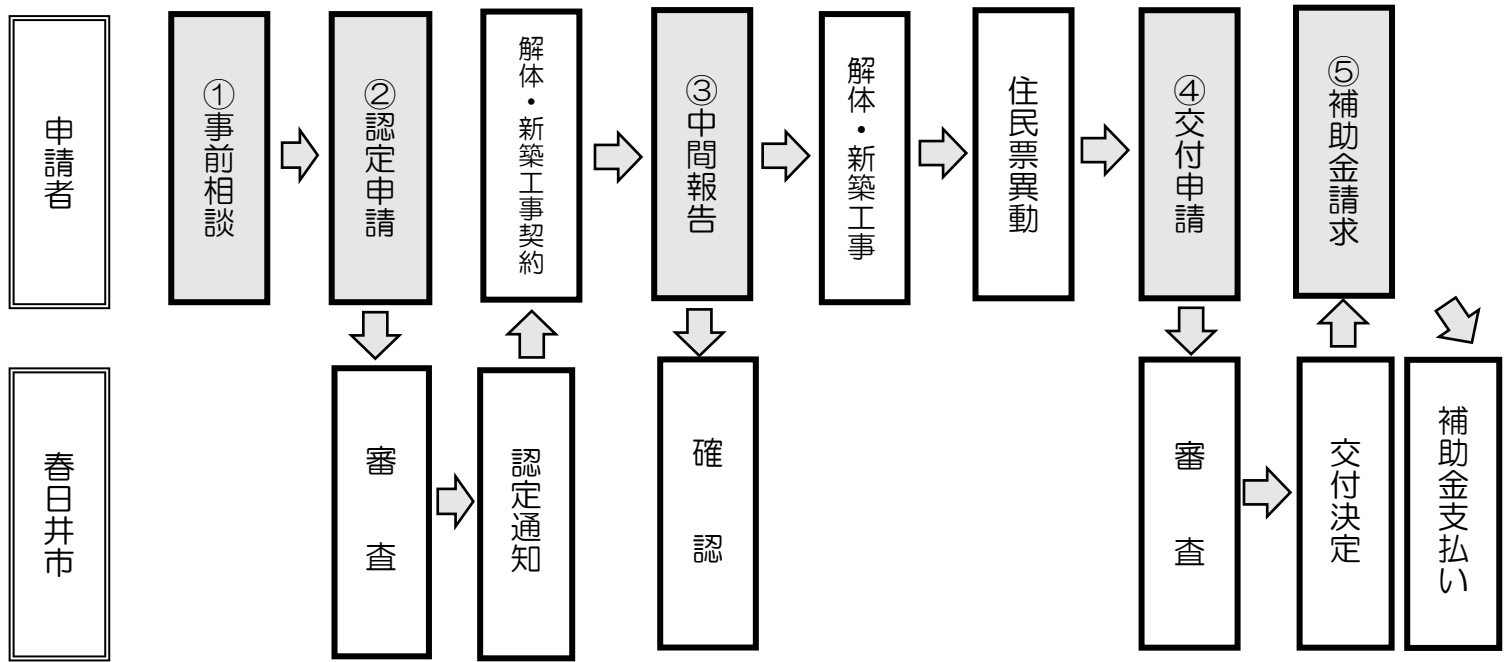 申請者
①事前相談
②認定申請
解体・新築工事契約
③中間報告
解体・新築工事
住民票異動
④交付申請
⑤補助金請求
春日井市
審査
認定通知
確認
審査
交付決定
補助金支払い